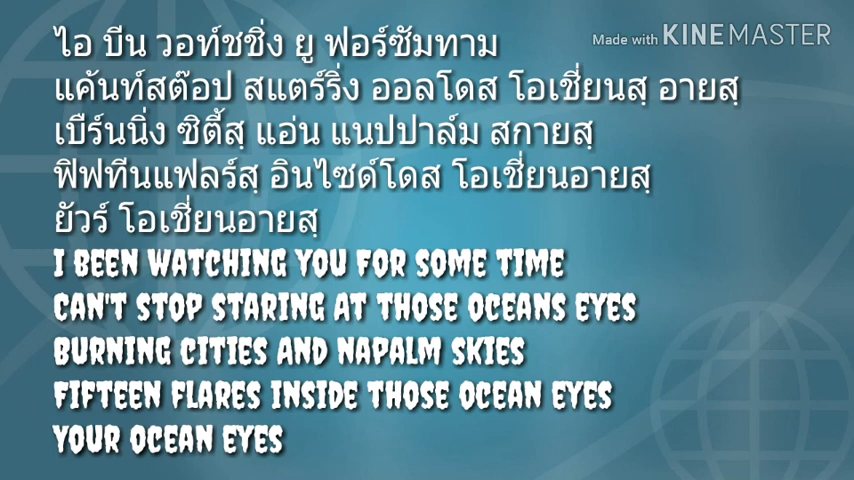 ไอ บีน วอท์ชชิ่ง ยู ฟอร์ซัมทาม
Made with KINEMASTER
แค้นท์สต๊อป สแตร์ริ่ง ออลโดส โอเชี่ยนสฺ อายสฺ
เบืร์นนิ่ง ซิตี้สฺ แอ่น แนปปาล์ม สกายสฺ
ฟิฟทีนแฟลร์สฺ อินไซด์โดส โอเชี่ยนอายสฺ
ยัวร์ โอเชี่ยนอายสฺ
I BEEN WATCHING YOU FOR SOME TIME
CAN'T STOP STARING AT THOSE OCEANS EYES
BURNING CITIES AND NAPALM SKIES
FIFTEEN FLARES INSIDE THOSE OCEAN EYES
YOUR OCEAN EYES